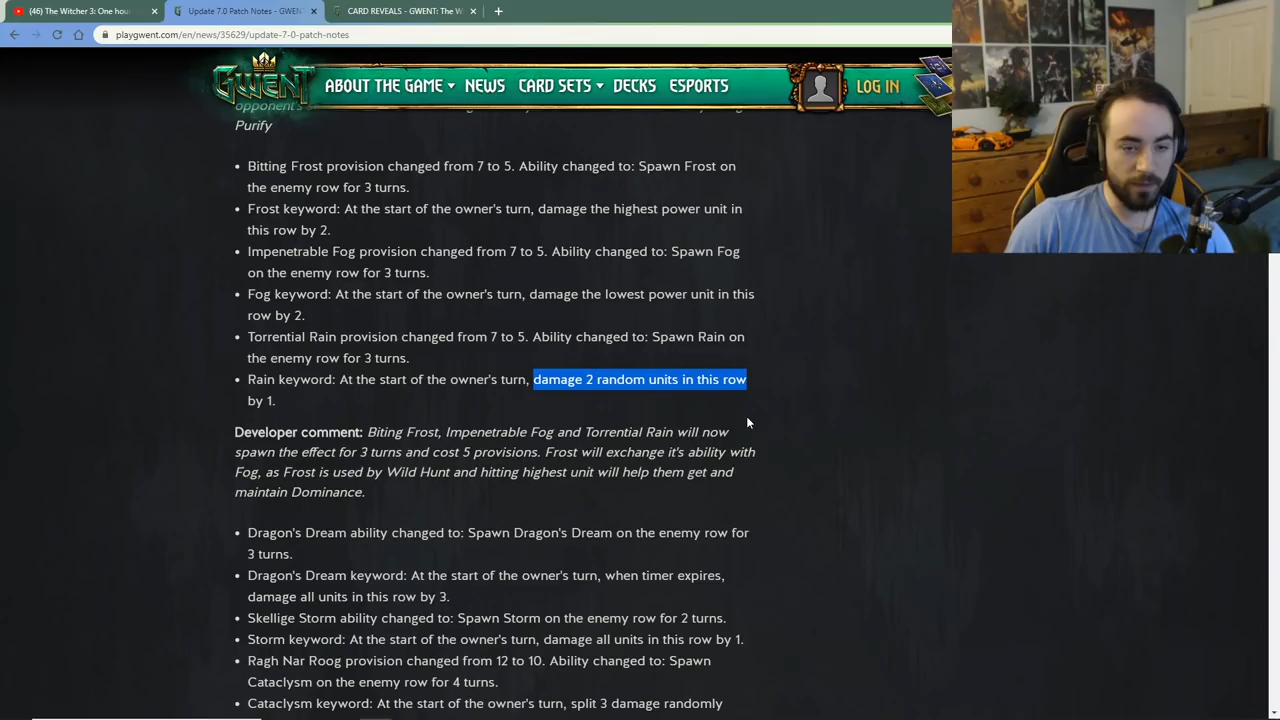 (46) The Witcher 3: One hour
Update 7.0 Patch Notes - GWENT
CARD REVEALS - GWENT: The W
playgwent.com/en/news/35629/update-7-0-patch-notes
GWENT
ABOUT THE GAME NEWS CARD SETS DECKS ESPORTS LOG IN
opponent's
Purify
• Bitting Frost provision changed from 7 to 5. Ability changed to: Spawn Frost on
the enemy row for 3 turns.
• Frost keyword: At the start of the owner's turn, damage the highest power unit in
this row by 2.
• Impenetrable Fog provision changed from 7 to 5. Ability changed to: Spawn Fog
on the enemy row for 3 turns.
• Fog keyword: At the start of the owner's turn, damage the lowest power unit in this
row by 2.
• Torrential Rain provision changed from 7 to 5. Ability changed to: Spawn Rain on
the enemy row for 3 turns.
• Rain keyword: At the start of the owner's turn, damage 2 random units in this row
by 1.
Developer comment: Biting Frost, Impenetrable Fog and Torrential Rain will now
spawn the effect for 3 turns and cost 5 provisions. Frost will exchange it's ability with
Fog, as Frost is used by Wild Hunt and hitting highest unit will help them get and
maintain Dominance.
• Dragon's Dream ability changed to: Spawn Dragon's Dream on the enemy row for
3 turns.
• Dragon's Dream keyword: At the start of the owner's turn, when timer expires,
damage all units in this row by 3.
• Skellige Storm ability changed to: Spawn Storm on the enemy row for 2 turns.
• Storm keyword: At the start of the owner's turn, damage all units in this row by 1.
• Ragh Nar Roog provision changed from 12 to 10. Ability changed to: Spawn
Cataclysm on the enemy row for 4 turns.
• Cataclysm keyword: At the start of the owner's turn, split 3 damage randomly